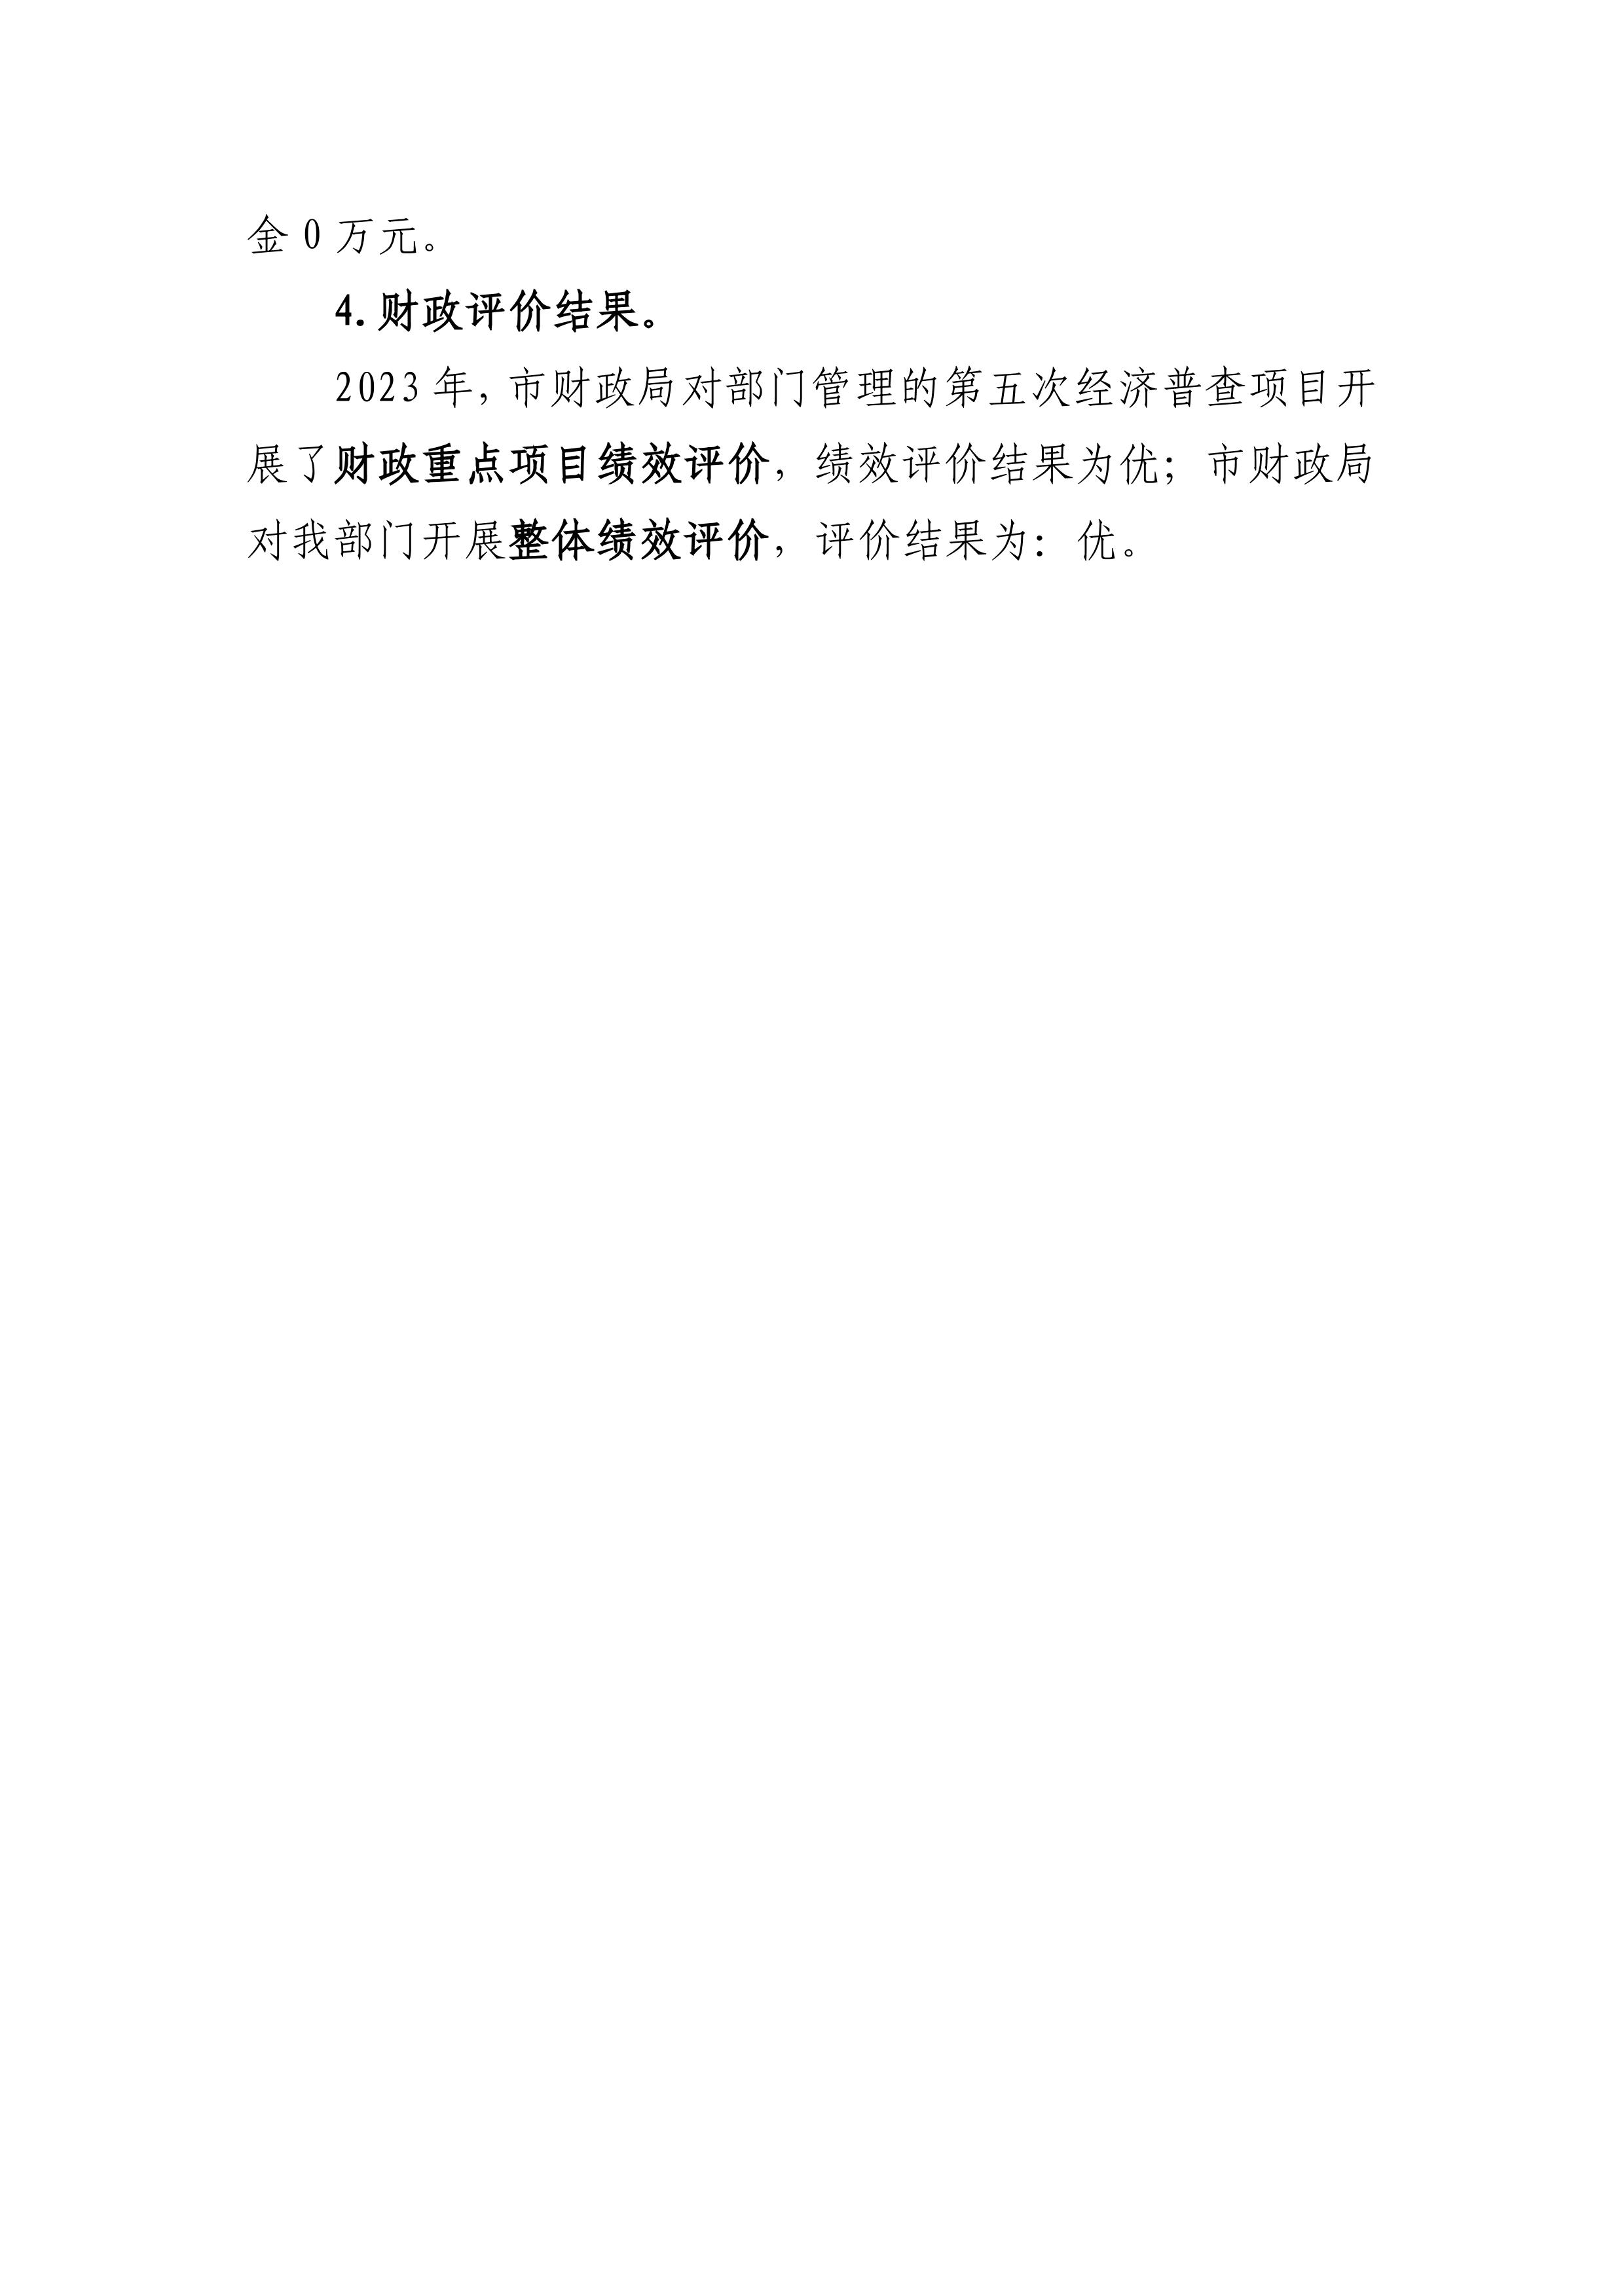 金 0 万元。
4.财政评价结果。
2023 年，市财政局对部门管理的第五次经济普查项目开
展了财政重点项目绩效评价，绩效评价结果为优；市财政局
对我部门开展整体绩效评价，评价结果为：优。